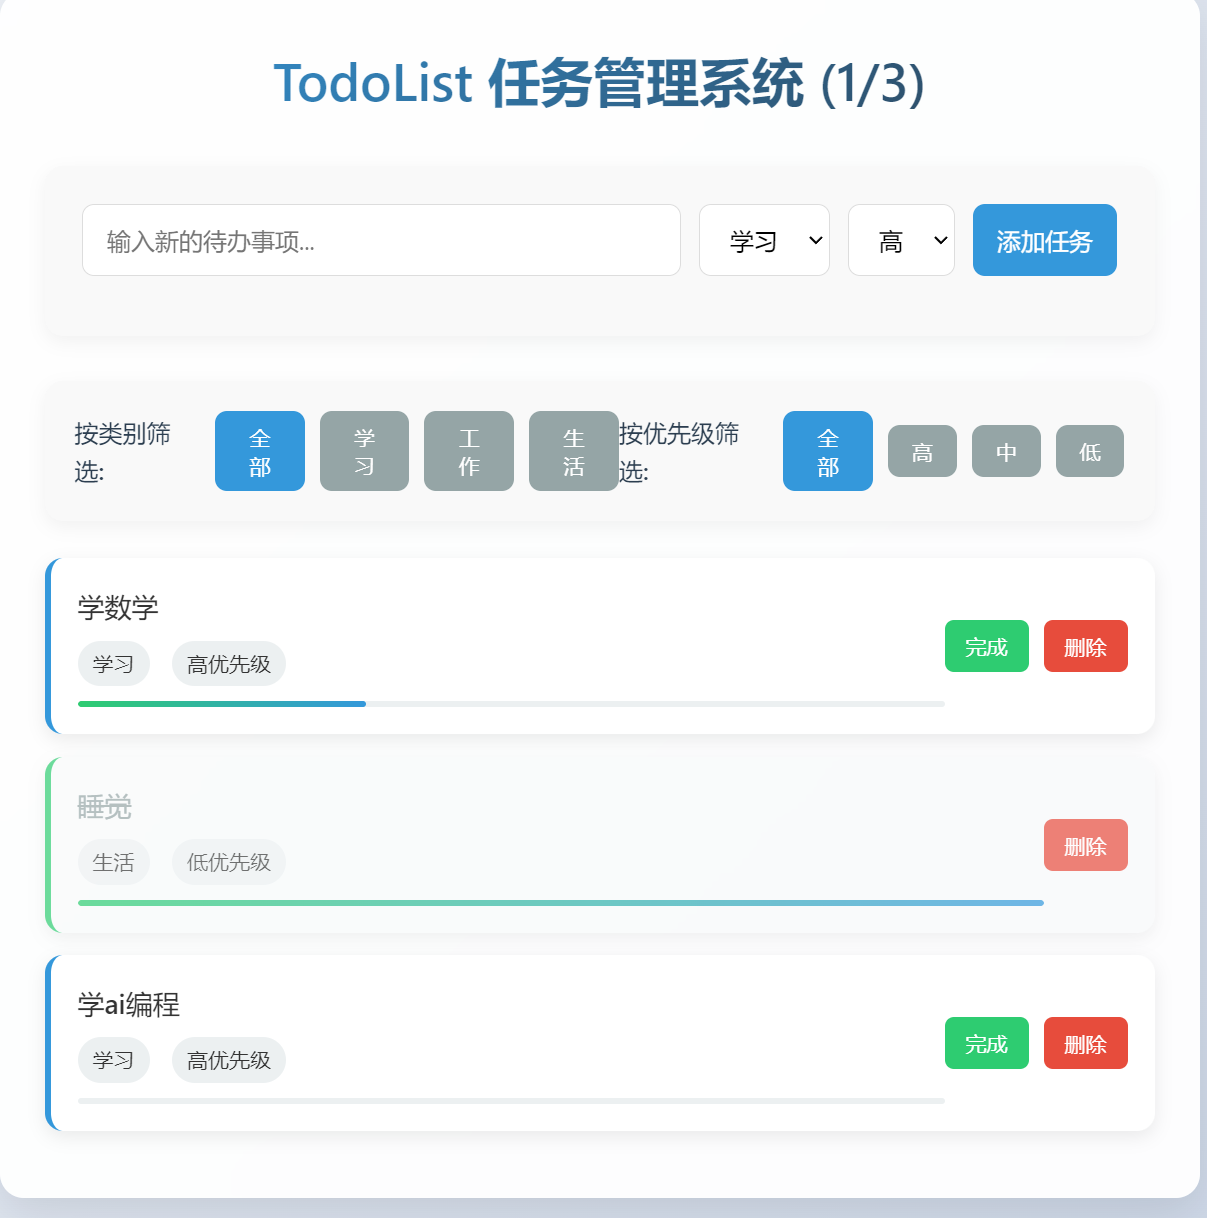 TodoList 任务管理系统 (1/3)
输入新的待办事项... 学习 高 添加任务
按类别筛
选:
全
部
学
习
工
作
生
活
按优先级筛
选:
全
部
高 中 低
学数学
学习 高优先级
完成 删除
睡觉
生活 低优先级
删除
学ai编程
学习 高优先级
完成 删除